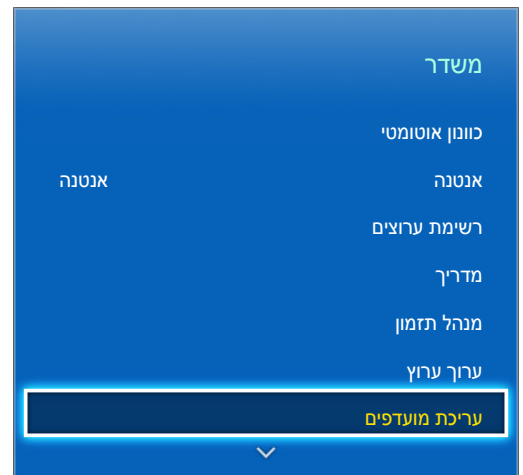 משדר
כוונון אוטומטי
אנטנה אנטנה
רשימת ערוצים
מדריך
מנהל תזמון
ערוך ערוץ
עריכת מועדפים